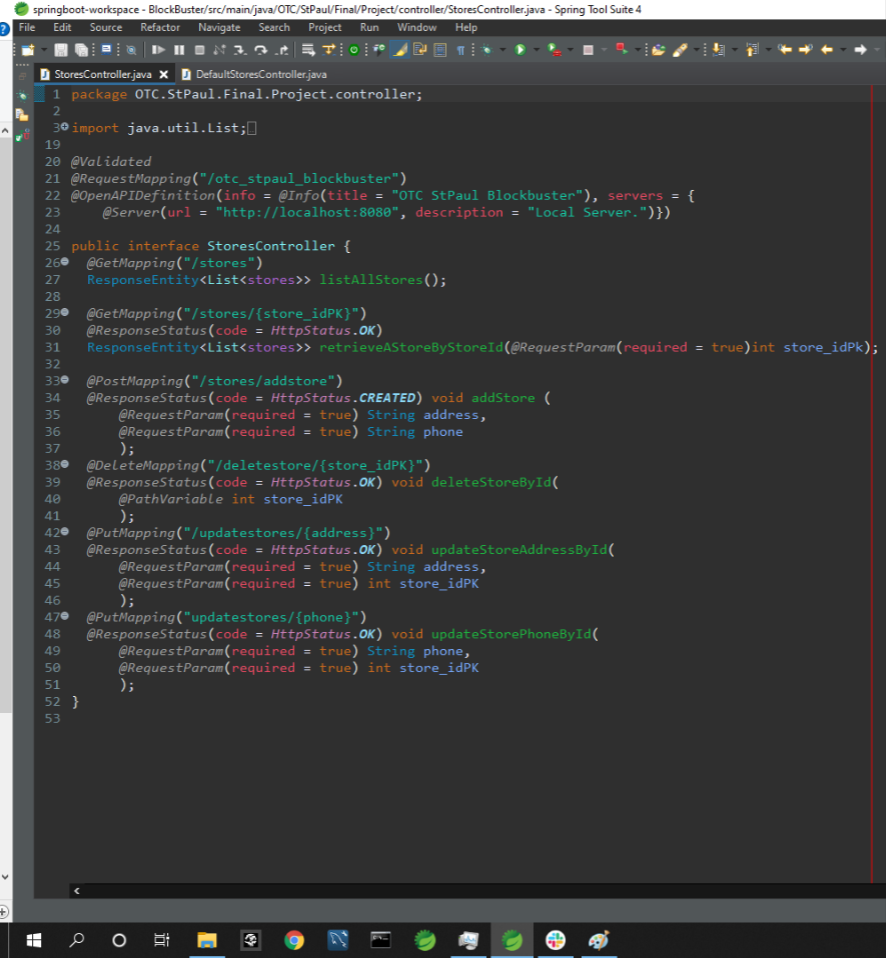 springboot-workspace - BlockBuster/src/main/java/OTC/StPaul/Final/Project/controller/StoresController.java - Spring Tool Suite 4
File Edit Source Refactor Navigate Search Project Run Window Help
StoresController.java DefaultStoresController.java
1 package OTC.StPaul.Final.Project.controller;
2
3 import java.util.List;
19
20 @Validated
21 @RequestMapping("/otc_stpaul_blockbuster")
22 @OpenAPIDefinition(info = @Info(title = "OTC StPaul Blockbuster"), servers = {
23 @Server(url = "http://localhost:8080", description = "Local Server.")})
24
25 public interface StoresController {
26 @GetMapping("/stores")
27 ResponseEntity<List<stores>> listAllStores();
28
29 @GetMapping("/stores/{store_idPK}")
30 @ResponseStatus(code = HttpStatus.OK)
31 ResponseEntity<List<stores>> retrieveAStoreByStoreId(@RequestParam(required = true)int store_idPk);
32
33 @PostMapping("/stores/addstore")
34 @ResponseStatus(code = HttpStatus.CREATED) void addStore (
35 @RequestParam(required = true) String address,
36 @RequestParam(required = true) String phone
37 );
38 @DeleteMapping("/deletestore/{store_idPK}")
39 @ResponseStatus(code = HttpStatus.OK) void deleteStoreById(
40 @PathVariable int store_idPK
41 );
42 @PutMapping("/updatestores/{address}")
43 @ResponseStatus(code = HttpStatus.OK) void updateStoreAddressById(
44 @RequestParam(required = true) String address,
45 @RequestParam(required = true) int store_idPK
46 );
47 @PutMapping("updatestores/{phone}")
48 @ResponseStatus(code = HttpStatus.OK) void updateStorePhoneById(
49 @RequestParam(required = true) String phone,
50 @RequestParam(required = true) int store_idPK
51 );
52 }
53